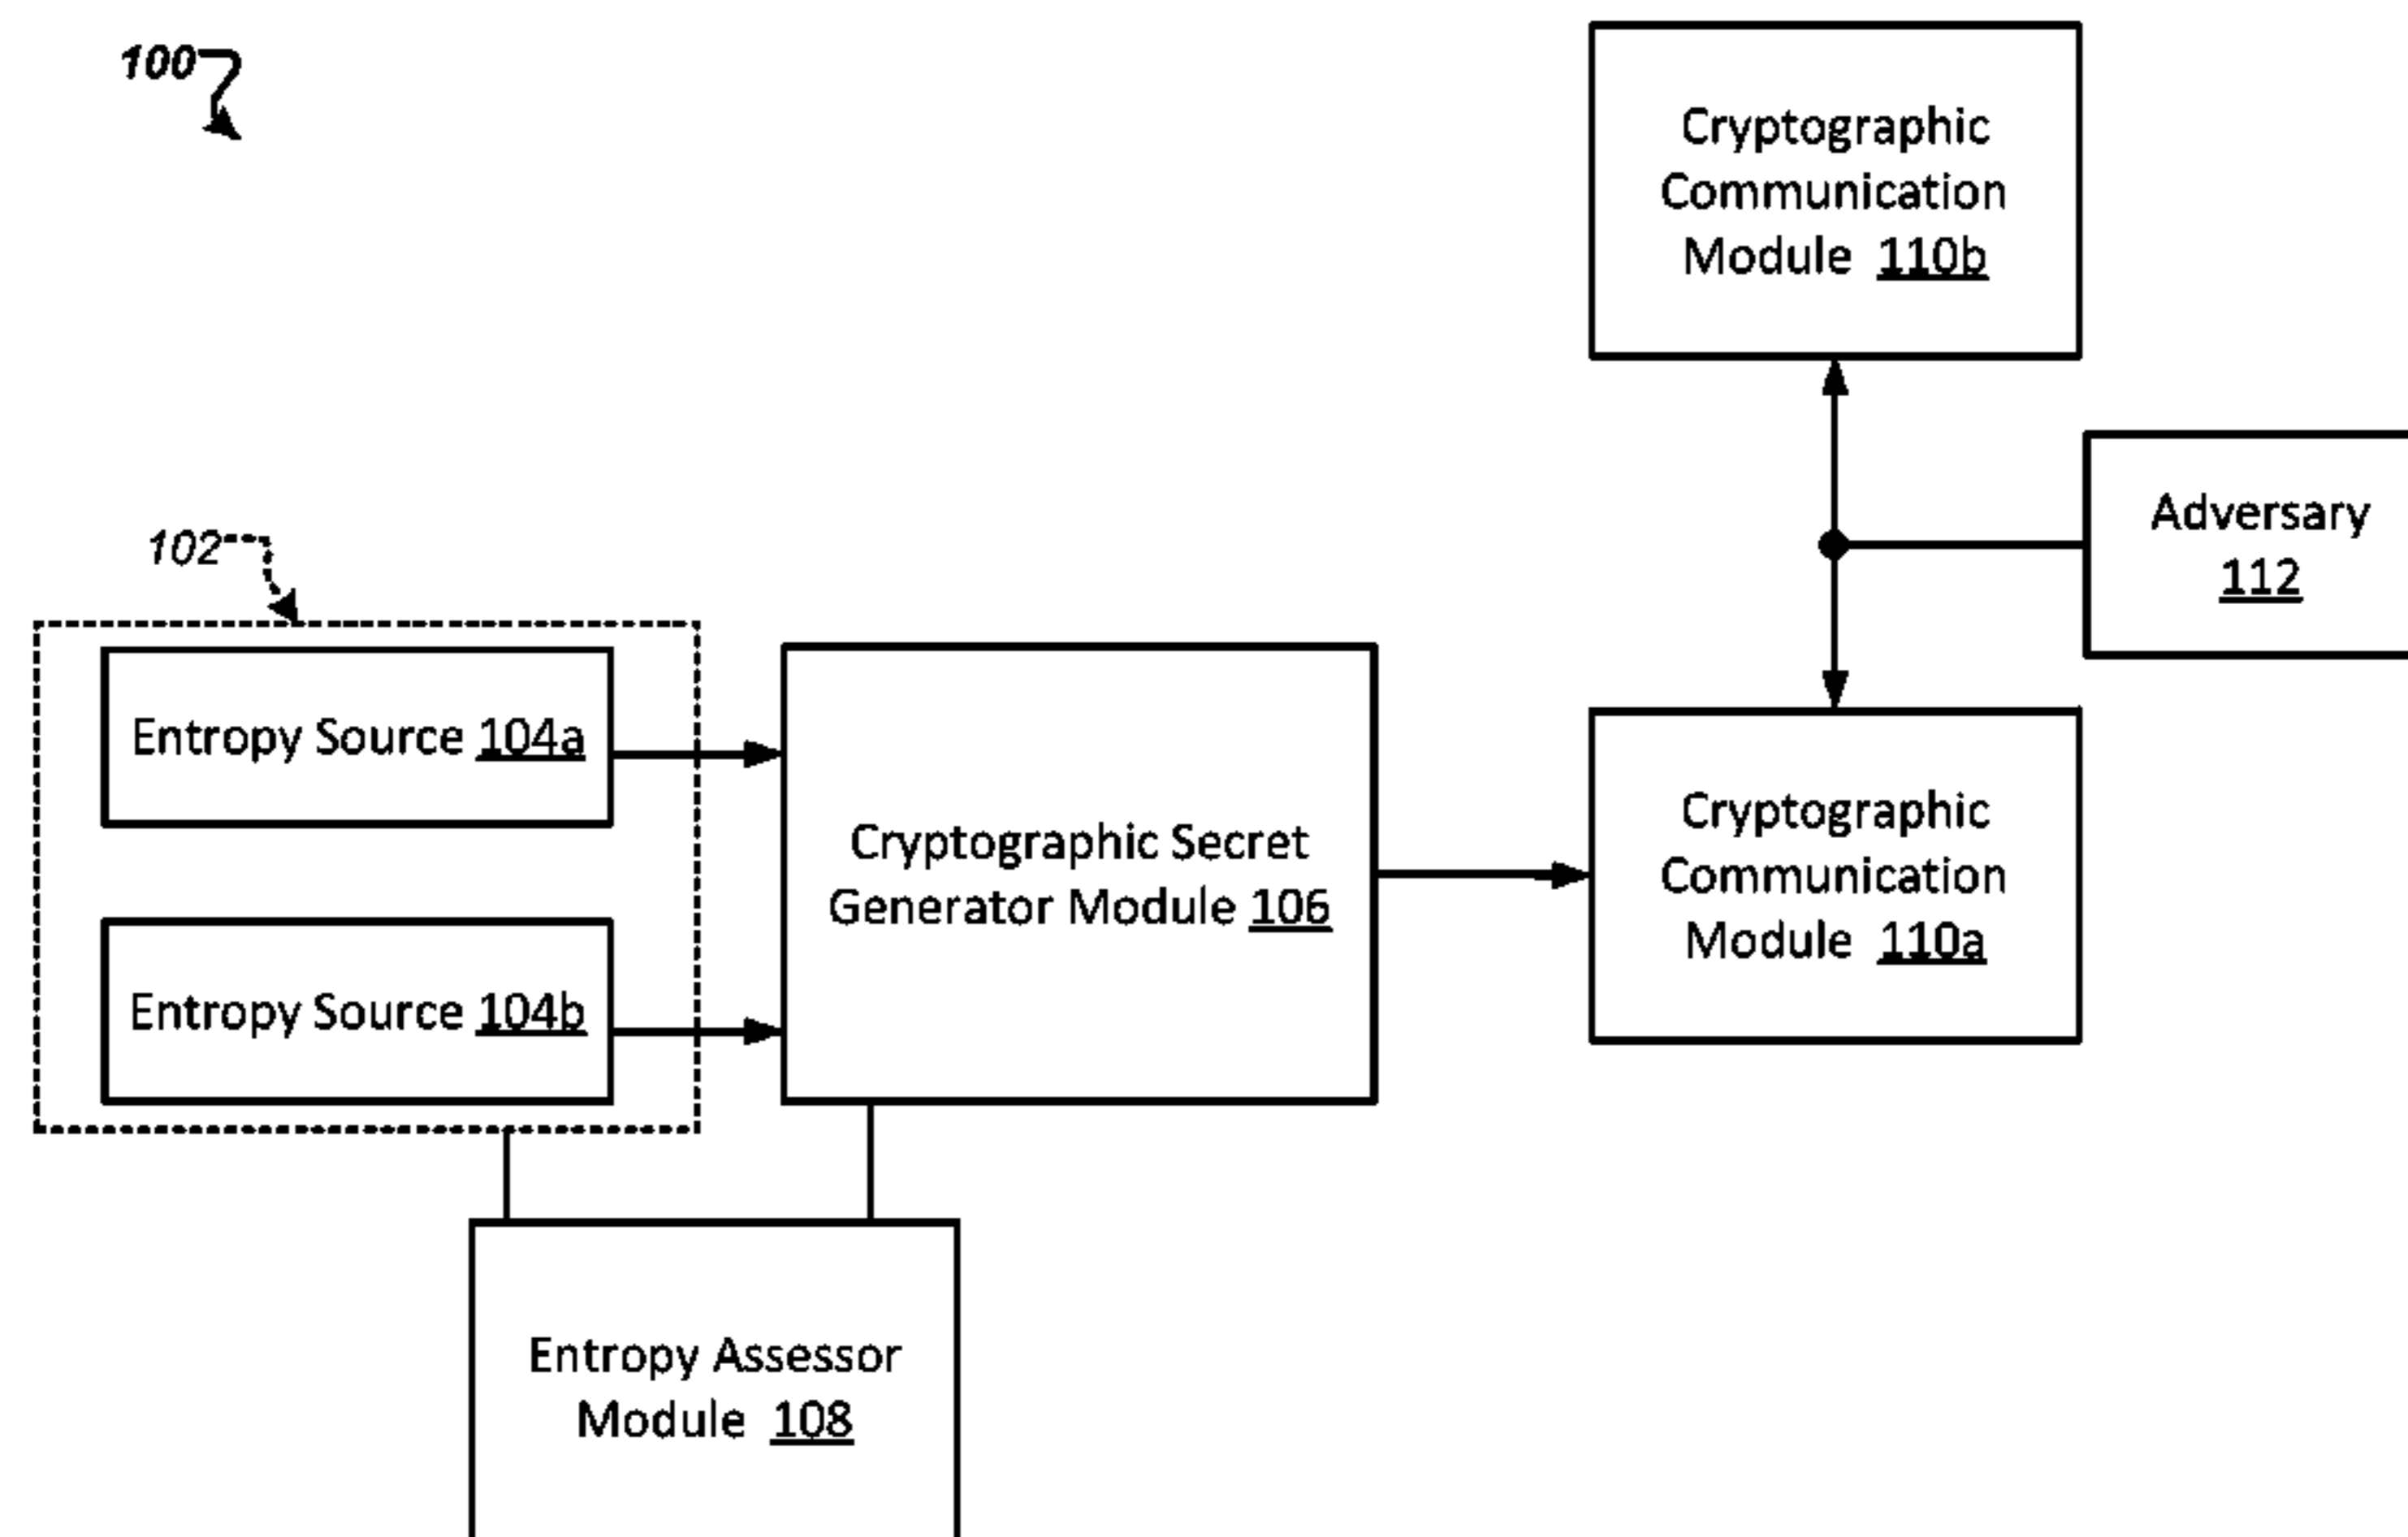 100
Cryptographic
Communication
Module 110b
Adversary
112
102
Entropy Source 104a
Entropy Source 104b
Cryptographic Secret
Generator Module 106
Cryptographic
Communication
Module 110a
Entropy Assessor
Module 108